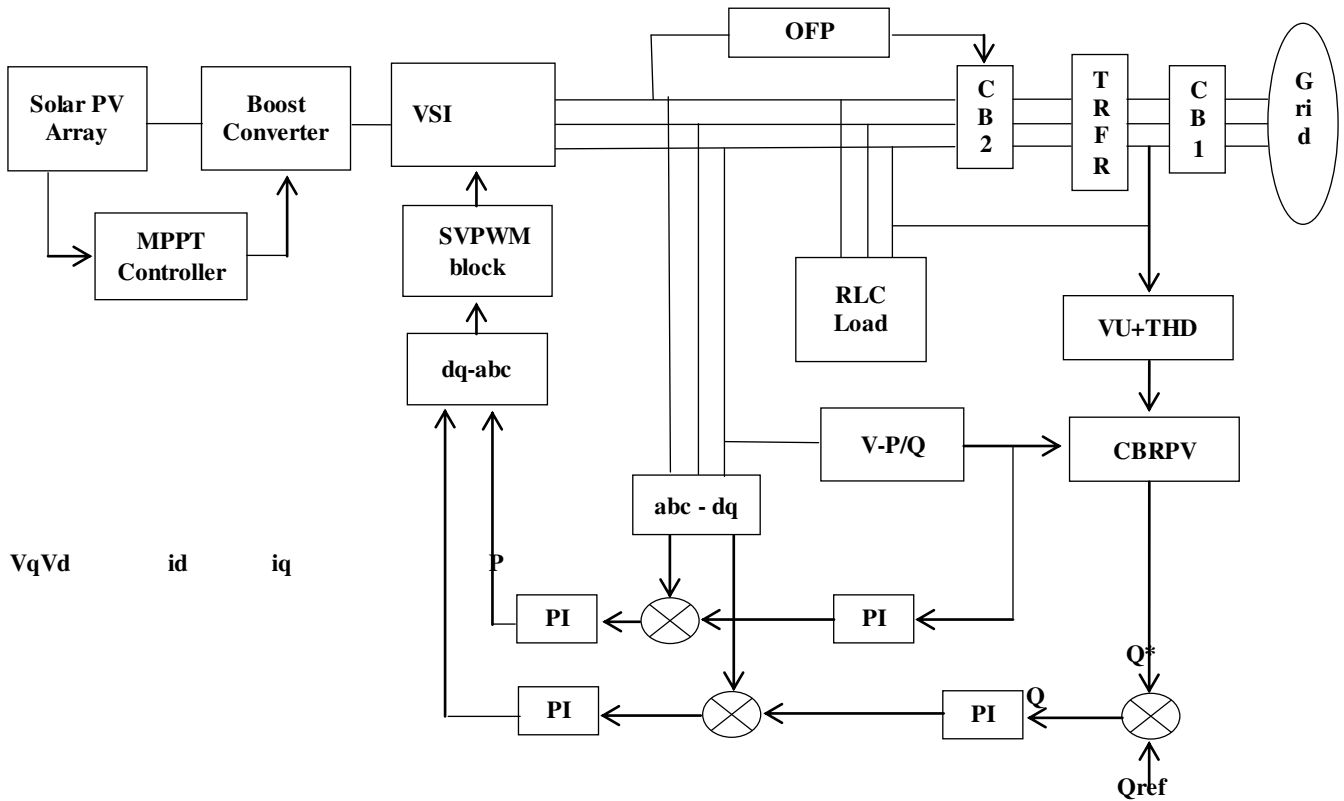 OFP
Solar PV
Array
Boost
Converter
VSI
C
B
2
T
R
F
R
C
B
1
G
ri
d
MPPT
Controller
SVPWM
block
RLC
Load
VU+THD
dq-abc
V-P/Q
CBRPV
abc - dq
VqVd id iq P
PI
PI
Q*
PI
PI
Q
Qref